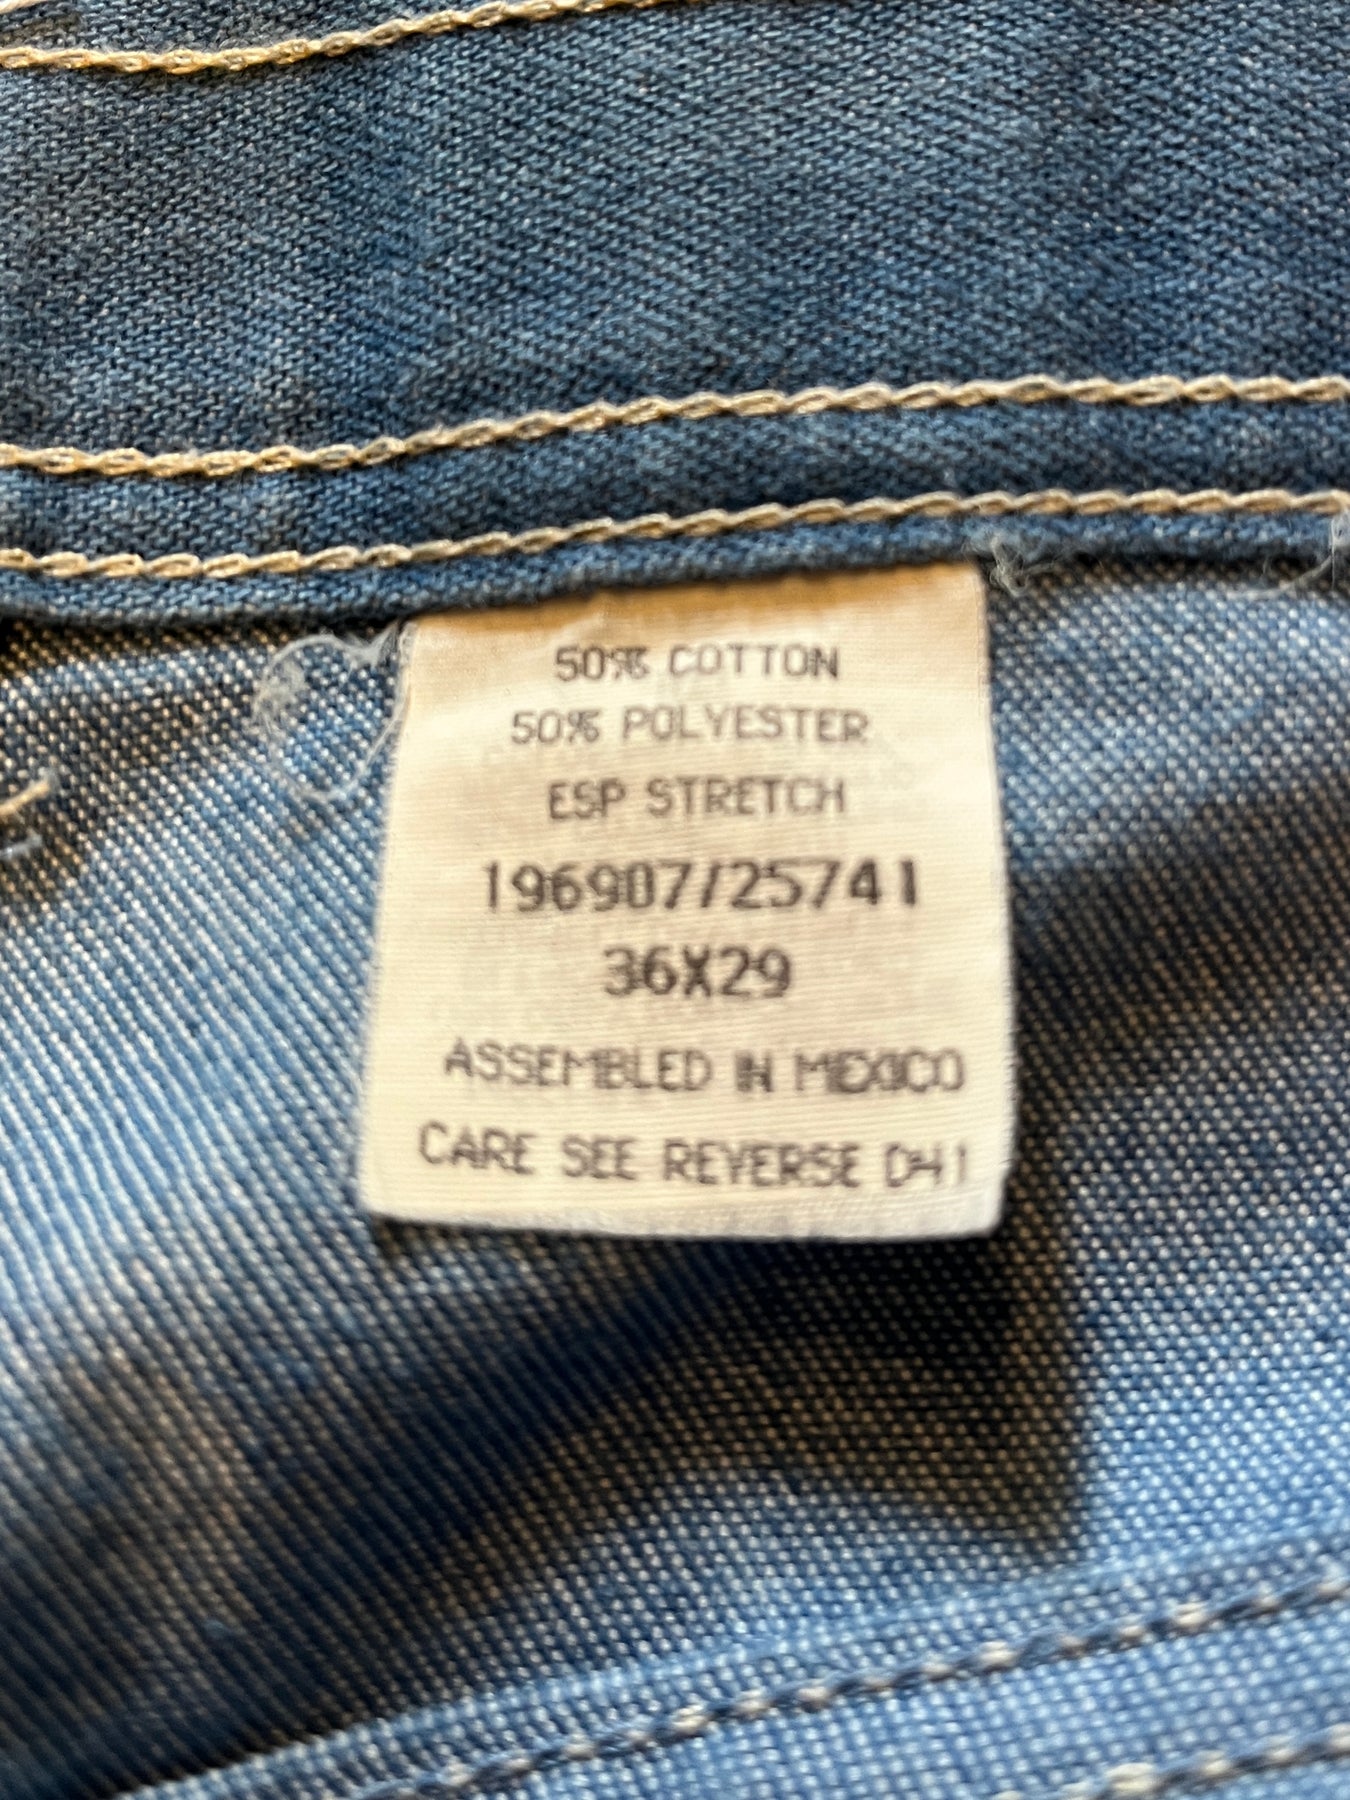 50% COTTON
50% POLYESTER
ESP STRETCH
196907/25741
36X29
ASSEMBLED IN MEXICO
CARE SEE REVERSE D41